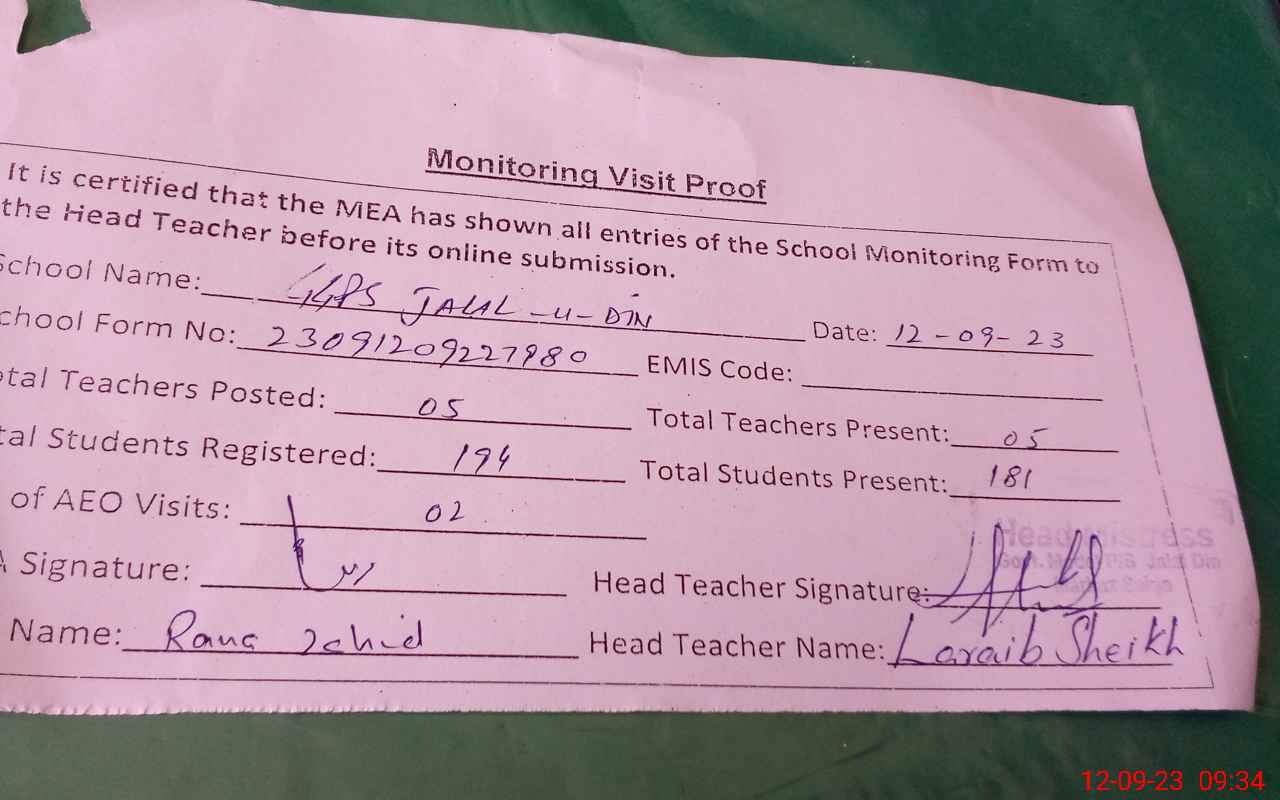 Monitoring Visit Proof
It is certified that the MEA has shown all entries of the School Monitoring Form to
the Head Teacher before its online submission.
School Name: GGPS JALAL-U-DIN Date: 12-09-23
chool Form No: 23091209227980 EMIS Code:
otal Teachers Posted: 05 Total Teachers Present: 05
tal Students Registered: 194 Total Students Present: 181
of AEO Visits: 02
Head Mistress
A Signature: Head Teacher Signature:
Name: Rana Zahid Head Teacher Name: Laraib Sheikh
12-09-23 09:34